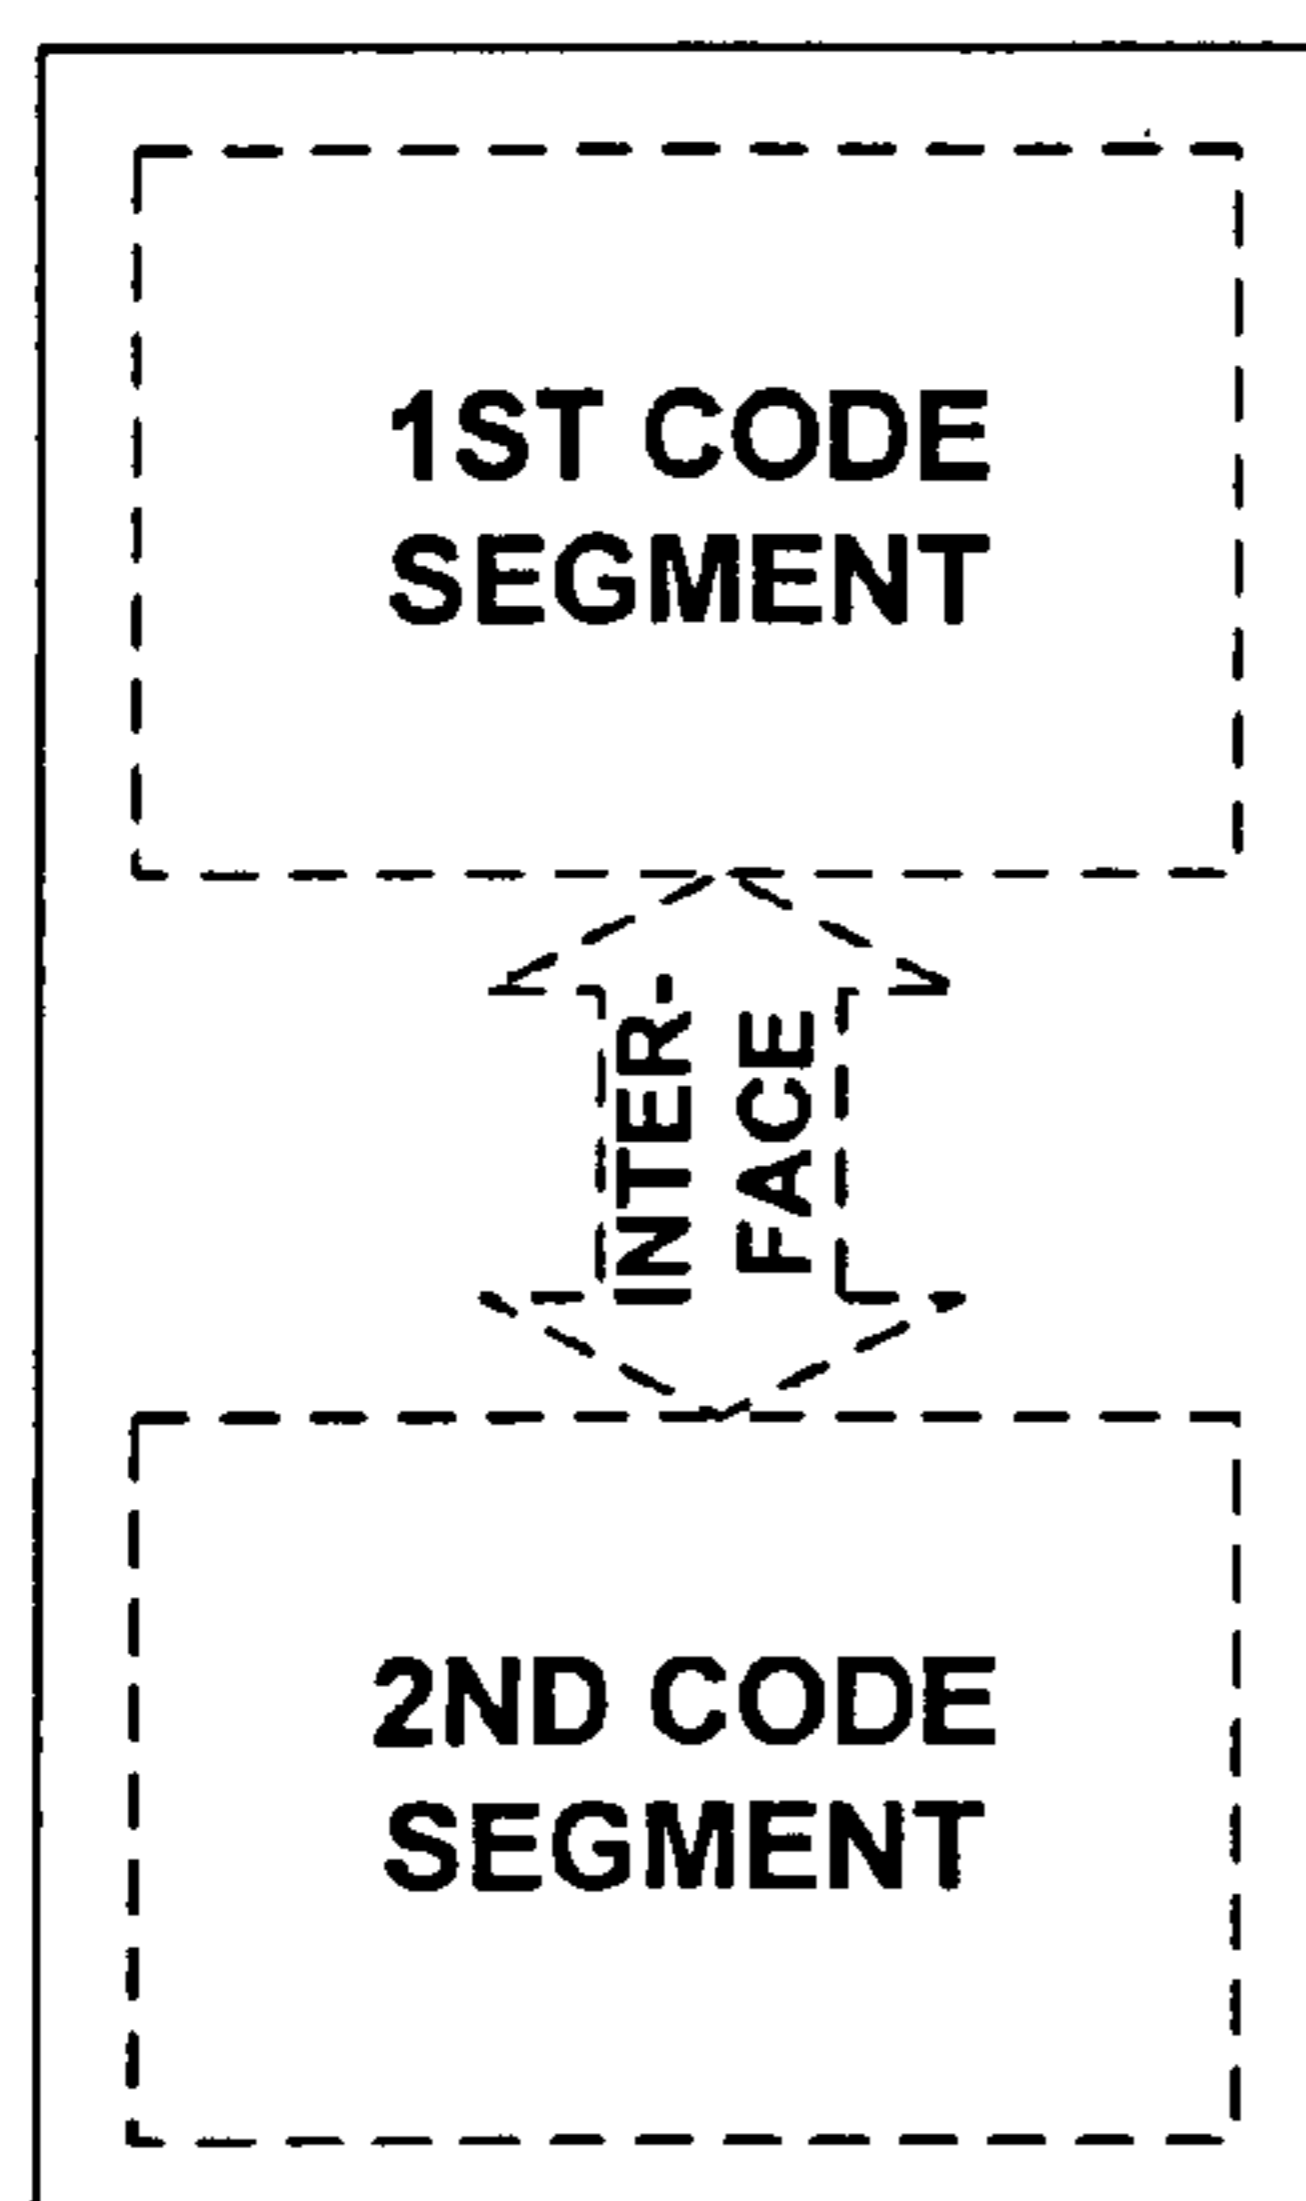 1ST CODE
SEGMENT
INTER-
FACE
2ND CODE
SEGMENT